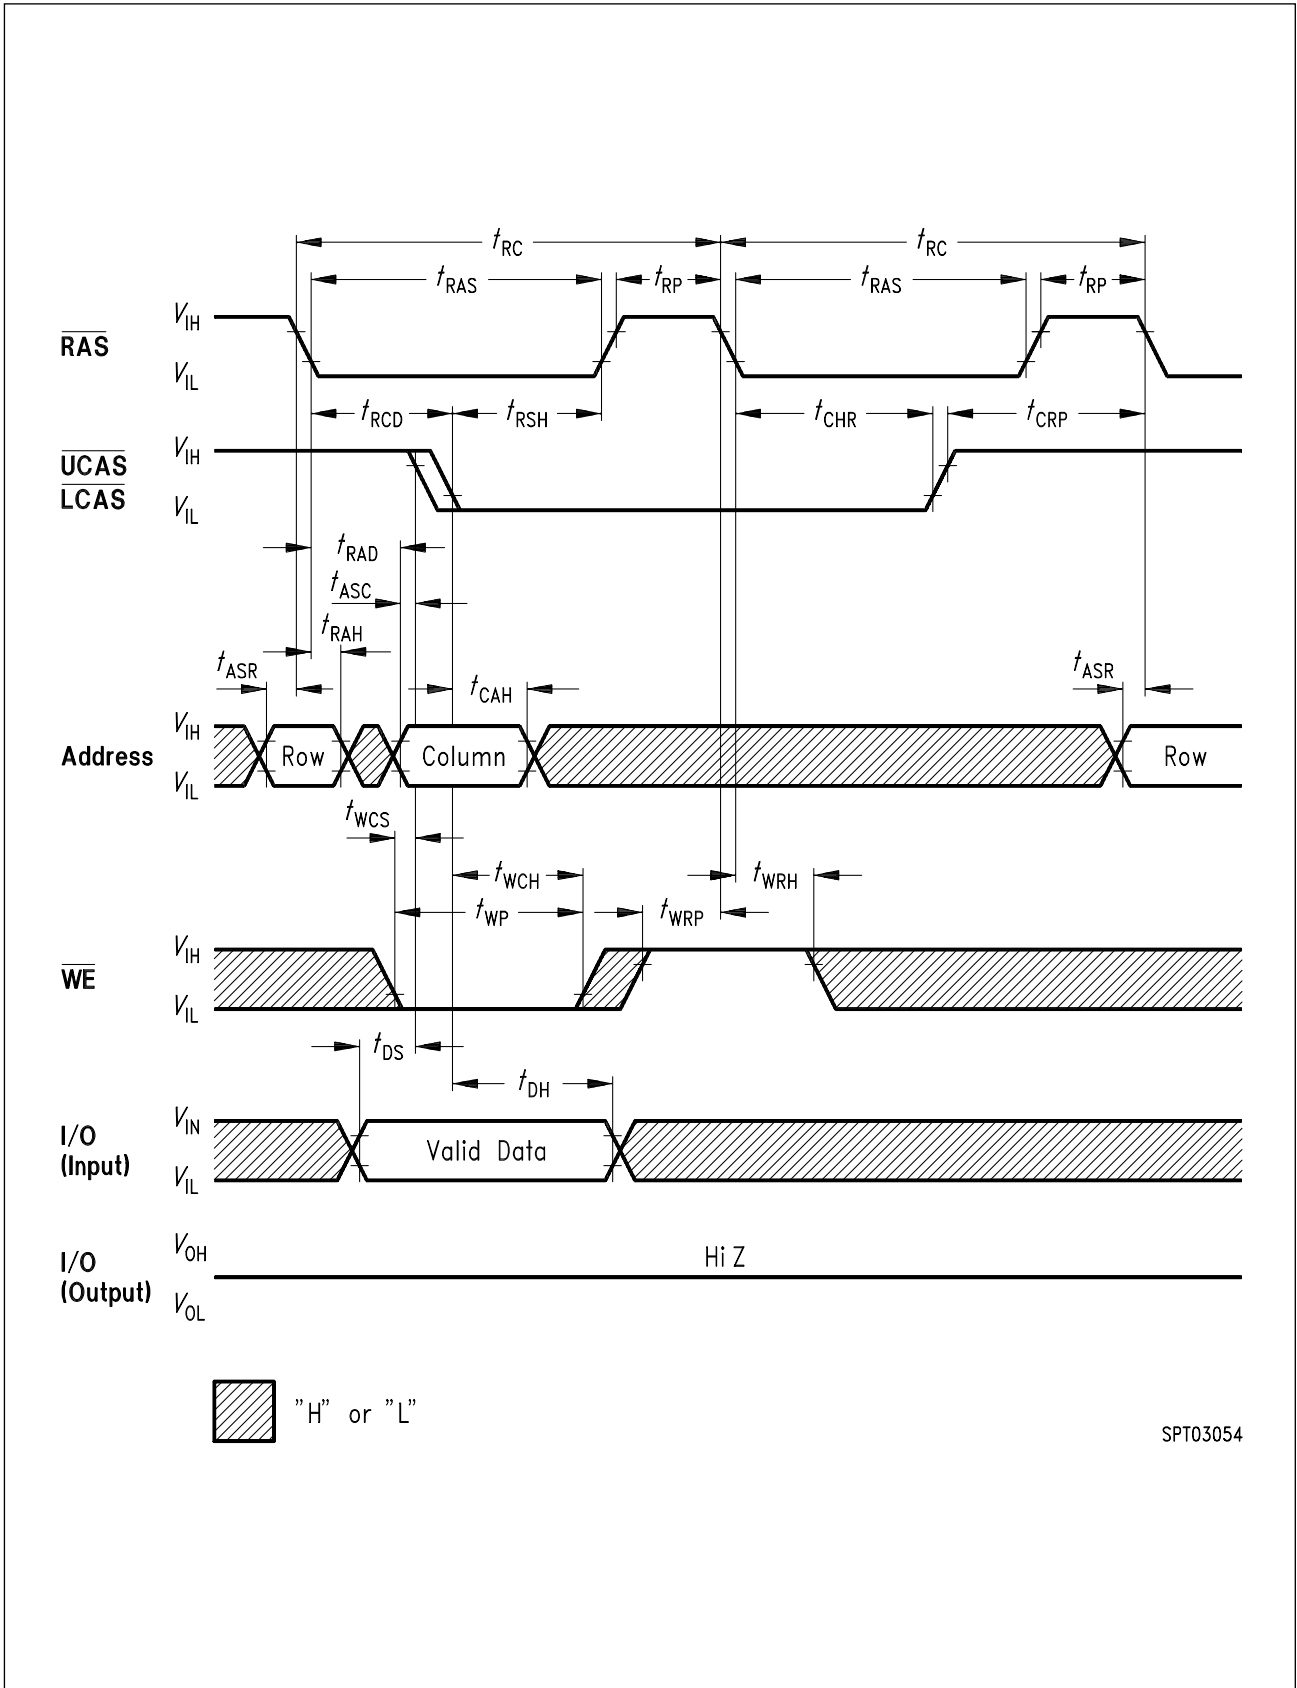 tRC tRC
tRAS tRP tRAS tRP
RAS VIH
VIL
tRCD tRSH tCHR tCRP
UCAS VIH
LCAS VIL
tRAD
tASC
tRAH
tASR tCAH tASR
Address VIH Row Column Row
VIL
tWCS
tWCH tWRH
tWP tWRP
WE VIH
VIL
tDS
tDH
I/O VIN Valid Data
(Input) VIL
I/O VOH Hi Z
(Output) VOL
"H" or "L"
SPT03054